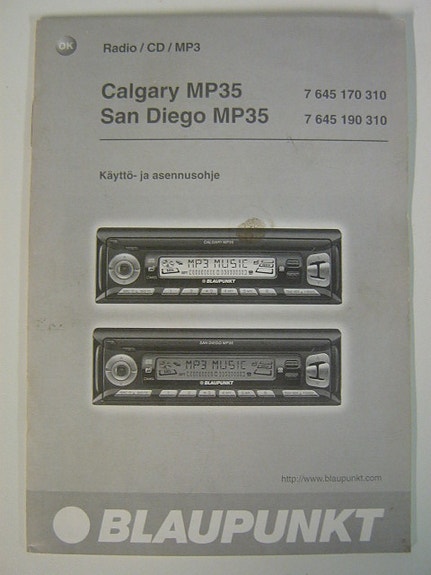 OK
Radio / CD / MP3
Calgary MP35 7 645 170 310
San Diego MP35 7 645 190 310
Käyttö- ja asennusohje
CALGARY MP35
MP3 MUSIC
BLAUPUNKT
SAN DIEGO MP35
MP3 MUSIC
BLAUPUNKT
http://www.blaupunkt.com
BLAUPUNKT